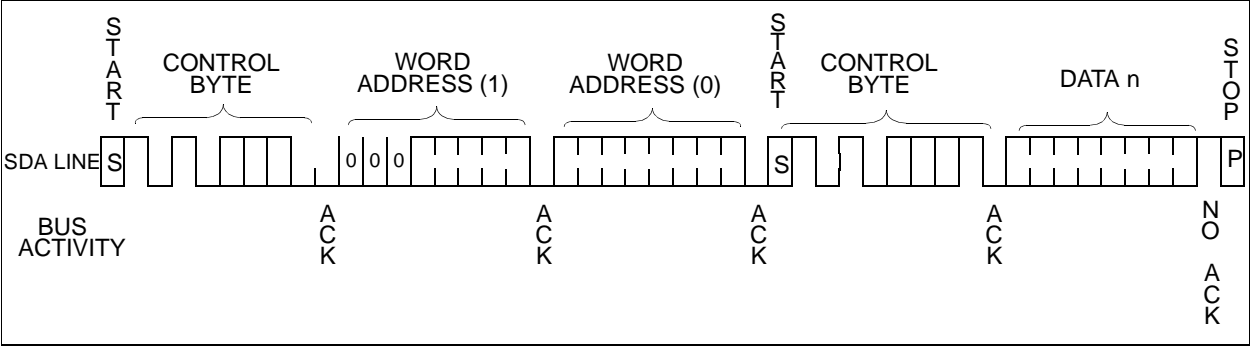 START
CONTROL
BYTE
WORD
ADDRESS (1)
WORD
ADDRESS (0)
START
CONTROL
BYTE
DATA n
STOP
SDA LINE
S
0 0 0
S
P
BUS
ACTIVITY
ACK
ACK
ACK
ACK
NO ACK